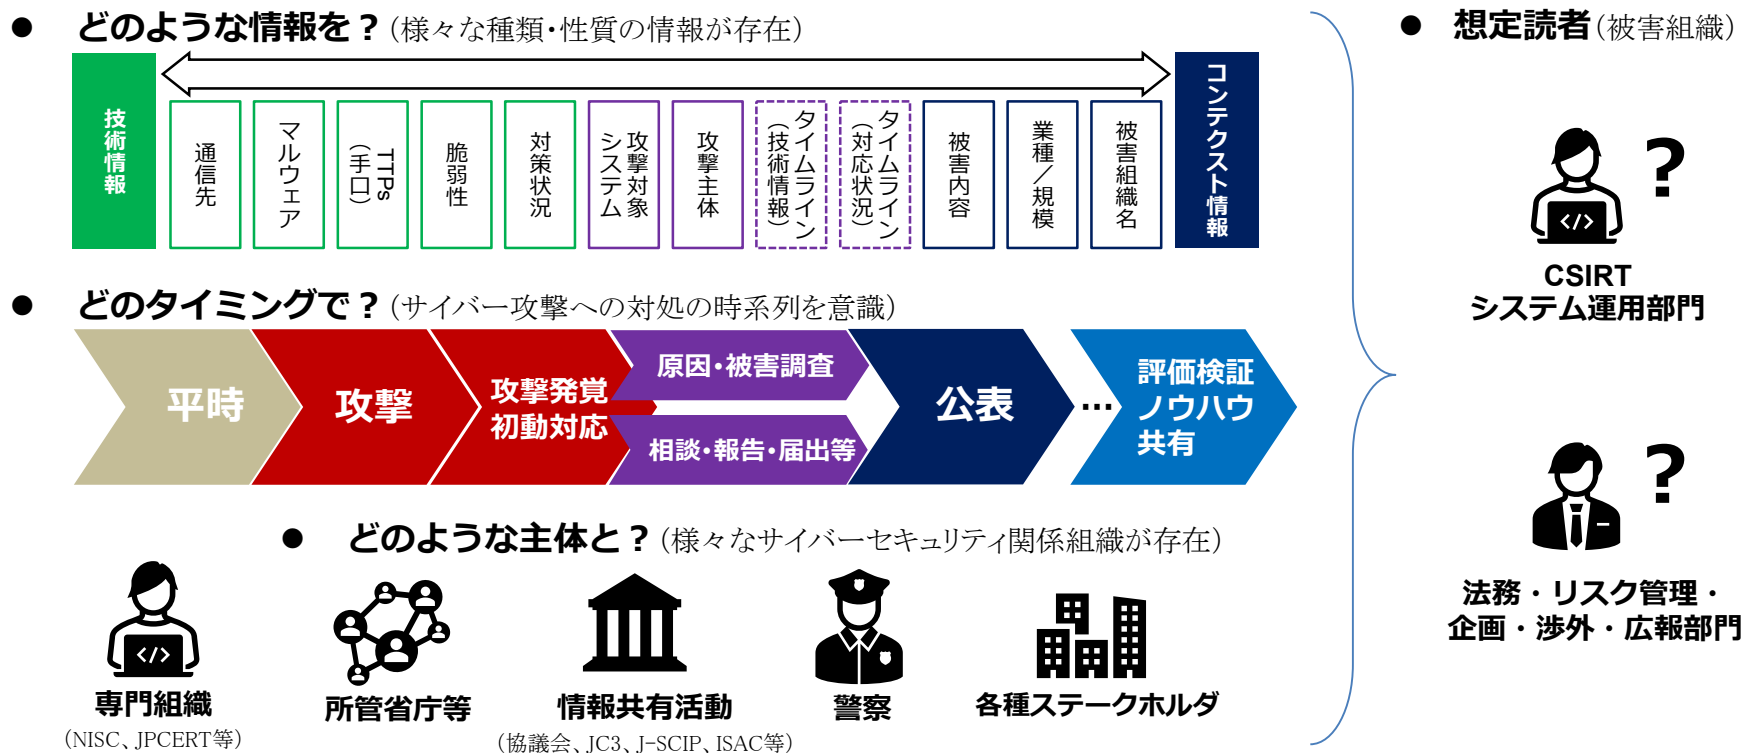 ● どのような情報を？（様々な種類・性質の情報が存在）
技術情報
通信先
マルウェア
TTPs
（手口）
脆弱性
対策状況
攻撃対象
システム
攻撃主体
タイムライン
（技術情報）
タイムライン
（対応状況）
被害内容
業種／規模
被害組織名
コンテクスト情報
● どのタイミングで？（サイバー攻撃への対処の時系列を意識）
平時
攻撃
攻撃発覚
初動対応
原因・被害調査
相談・報告・届出等
公表
…
評価検証
ノウハウ
共有
● どのような主体と？（様々なサイバーセキュリティ関係組織が存在）
</>
専門組織
（NISC、JPCERT等）
所管省庁等
情報共有活動
（協議会、JC3、J-SCIP、ISAC等）
警察
各種ステークホルダ
● 想定読者（被害組織）
?
</>
CSIRT
システム運用部門
?
法務・リスク管理・
企画・渉外・広報部門